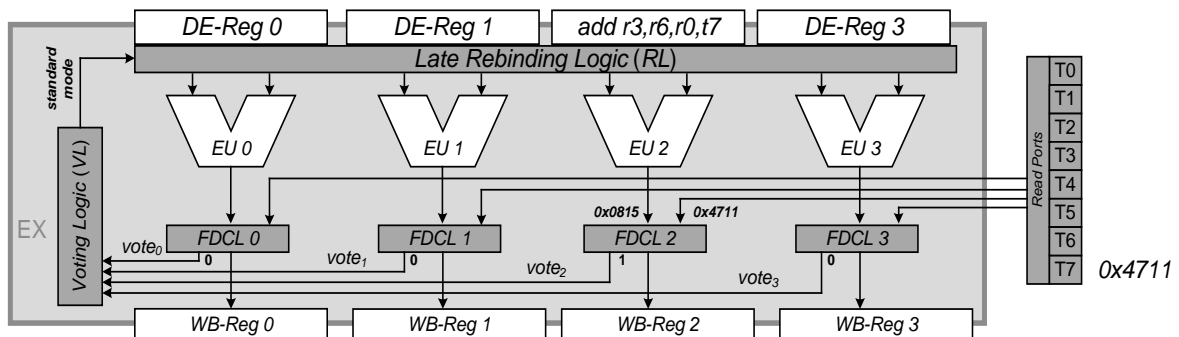 DE-Reg 0
DE-Reg 1
add r3,r6,r0,t7
DE-Reg 3
Late Rebinding Logic (RL)
standard
mode
EU 0
EU 1
EU 2
EU 3
Voting Logic (VL)
EX
0x0815
0x4711
FDCL 0
FDCL 1
FDCL 2
FDCL 3
vote0
0
vote1
0
vote2
1
vote3
0
WB-Reg 0
WB-Reg 1
WB-Reg 2
WB-Reg 3
Read Ports
T0
T1
T2
T3
T4
T5
T6
T7
0x4711